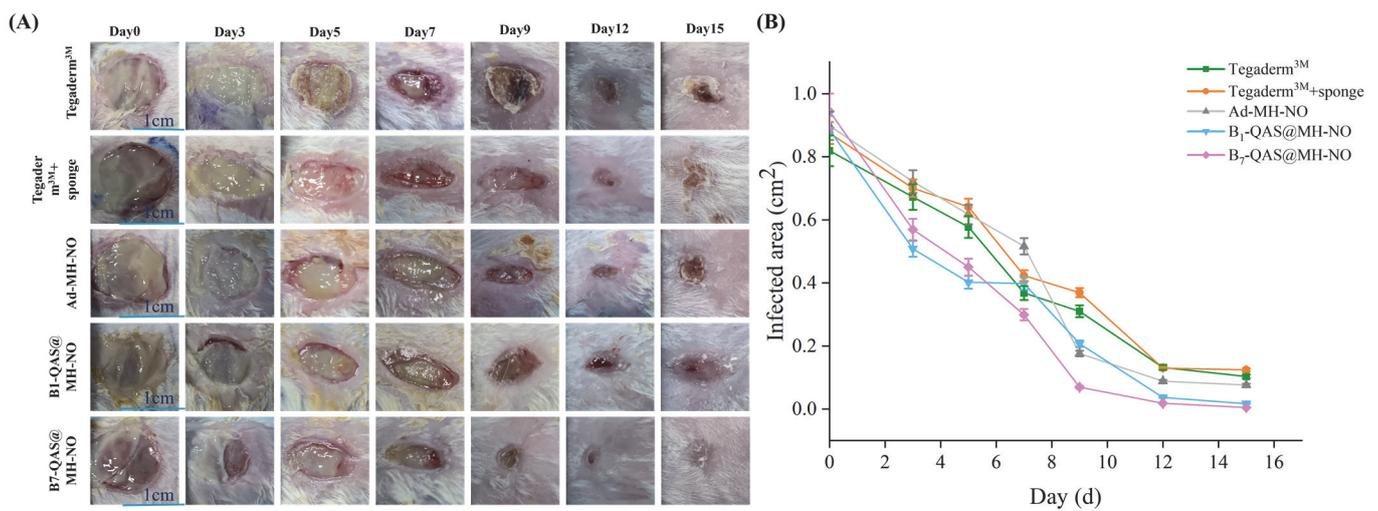 (A)
Day0 Day3 Day5 Day7 Day9 Day12 Day15
Tegaderm³ᴹ
Tegader
m³ᴹ+
sponge
Ad-MH-NO
B1-QAS@
MH-NO
B7-QAS@
MH-NO
1cm
1cm
1cm
1cm
1cm
(B)
Tegaderm³ᴹ
Tegaderm³ᴹ+sponge
Ad-MH-NO
B₁-QAS@MH-NO
B₇-QAS@MH-NO
Infected area (cm²)
1.0
0.8
0.6
0.4
0.2
0.0
0 2 4 6 8 10 12 14 16
Day (d)